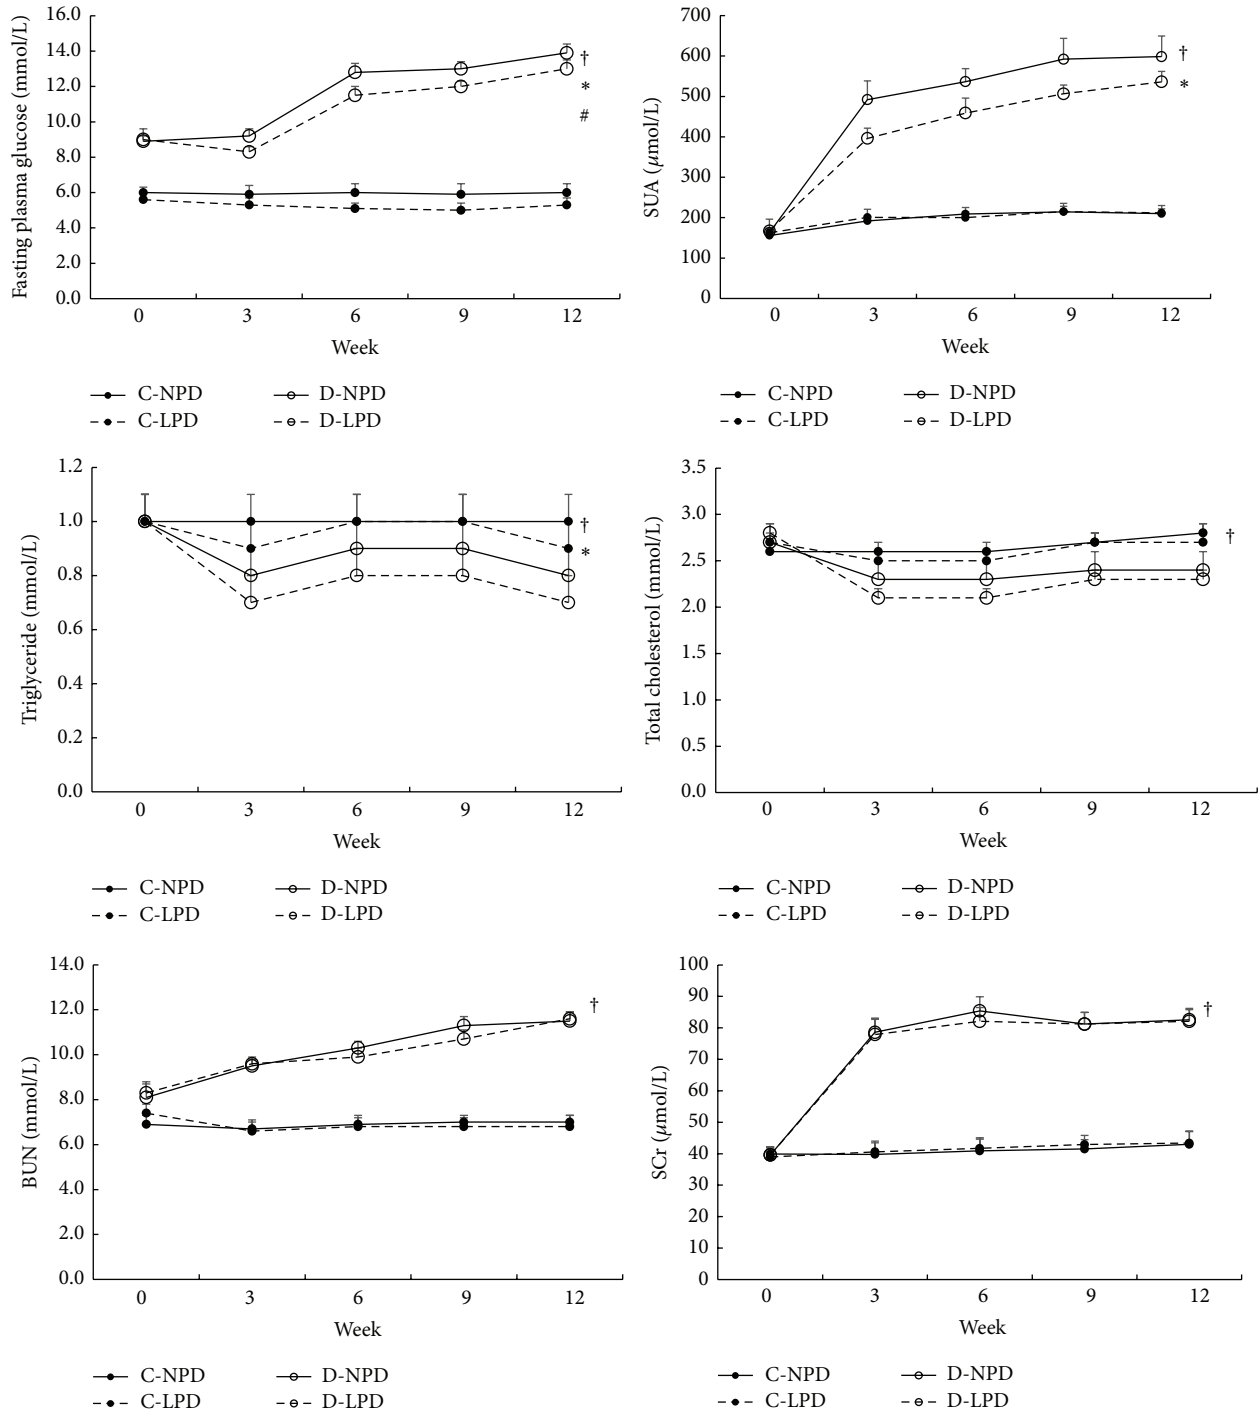 Fasting plasma glucose (mmol/L)
16.0
14.0
12.0
10.0
8.0
6.0
4.0
2.0
0.0
†
*
#
0 3 6 9 12
Week
C-NPD D-NPD
C-LPD D-LPD
SUA (μmol/L)
700
600
500
400
300
200
100
0
†
*
0 3 6 9 12
Week
C-NPD D-NPD
C-LPD D-LPD
Triglyceride (mmol/L)
1.2
1.0
0.8
0.6
0.4
0.2
0.0
†
*
0 3 6 9 12
Week
C-NPD D-NPD
C-LPD D-LPD
Total cholesterol (mmol/L)
3.5
3.0
2.5
2.0
1.5
1.0
0.5
0.0
†
0 3 6 9 12
Week
C-NPD D-NPD
C-LPD D-LPD
BUN (mmol/L)
14.0
12.0
10.0
8.0
6.0
4.0
2.0
0.0
†
0 3 6 9 12
Week
C-NPD D-NPD
C-LPD D-LPD
SCr (μmol/L)
100
90
80
70
60
50
40
30
20
10
0
†
0 3 6 9 12
Week
C-NPD D-NPD
C-LPD D-LPD